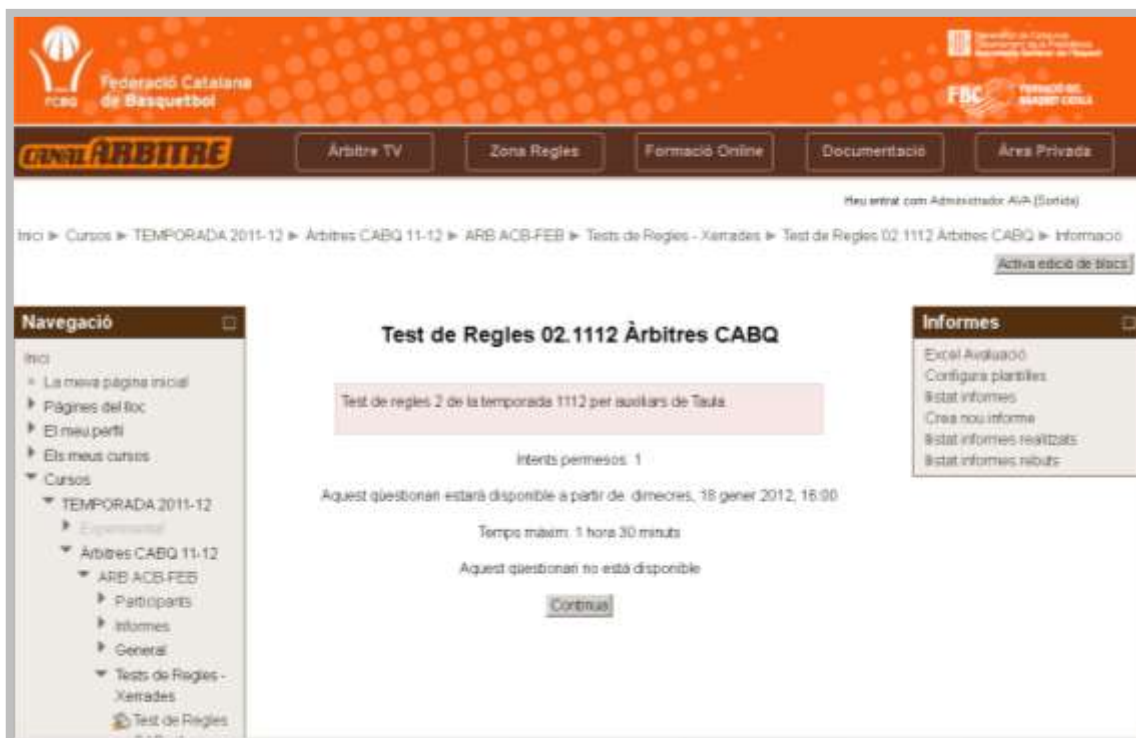 Federació Catalana
de Basquetbol
FCBQ
FBC
CANAL ÀRBITRE
Àrbitre TV
Zona Regles
Formació Online
Documentació
Àrea Privada
Heu entrat com Administrador AVA (Sortida)
Inici ► Cursos ► TEMPORADA 2011-12 ► Àrbitres CABQ 11-12 ► ARB ACB-FEB ► Tests de Regles - Xerrades ► Test de Regles 02.1112 Àrbitres CABQ ► Informació
Activa edició de blocs
Navegació
Inici
La meva pàgina inicial
Pàgines del lloc
El meu perfil
Els meus cursos
Cursos
TEMPORADA 2011-12
Experimental
Àrbitres CABQ 11-12
ARB ACB-FEB
Participants
Informes
General
Tests de Regles -
Xerrades
Test de Regles
Test de Regles 02.1112 Àrbitres CABQ
Test de regles 2 de la temporada 1112 per auxiliars de Taula.
Intents permesos: 1
Aquest qüestionari estarà disponible a partir de: dimecres, 18 gener 2012, 16:00
Temps màxim: 1 hora 30 minuts
Aquest qüestionari no està disponible
Continua
Informes
Excel Avaluació
Configura plantilles
llistat informes
Crea nou informe
llistat informes realitzats
llistat informes rebuts